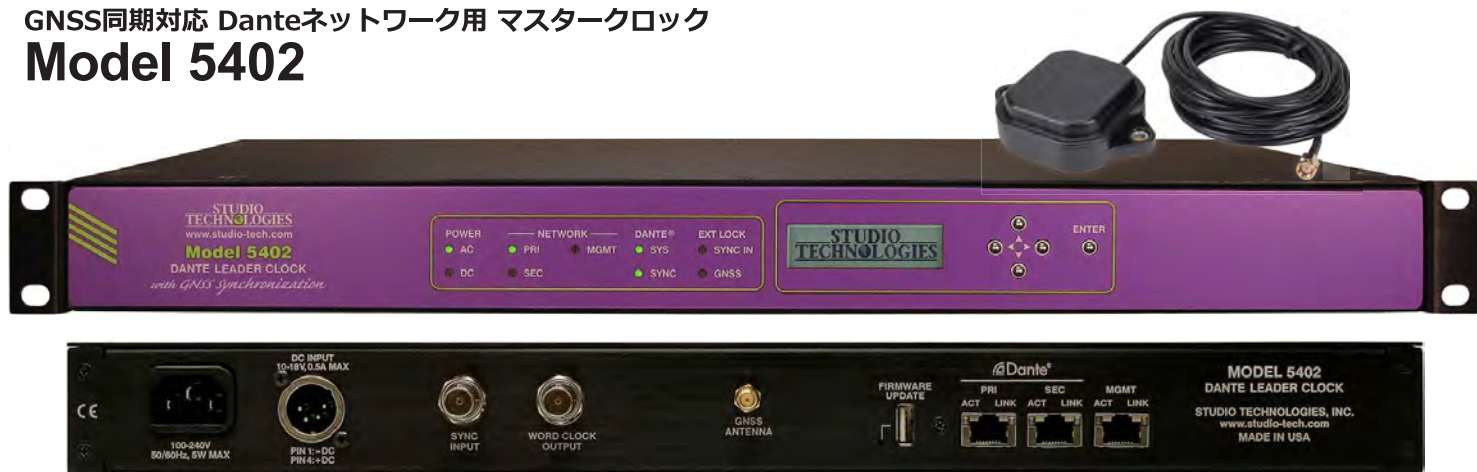 GNSS同期対応 Danteネットワーク用 マスタークロック
Model 5402
STUDIO
TECHNOLOGIES
www.studio-tech.com
Model 5402
DANTE LEADER CLOCK
with GNSS Synchronization
POWER
NETWORK
DANTE®
EXT LOCK
AC
PRI
MGMT
SYS
SYNC IN
DC
SEC
SYNC
GNSS
STUDIO
TECHNOLOGIES
ENTER
CE
100-240V
50/60Hz, 5W MAX
DC INPUT
10-18V, 0.5A MAX
PIN 1: – DC
PIN 4: + DC
SYNC
INPUT
WORD CLOCK
OUTPUT
GNSS
ANTENNA
FIRMWARE
UPDATE
Dante®
PRI
SEC
MGMT
ACT LINK
ACT LINK
ACT LINK
MODEL 5402
DANTE LEADER CLOCK
STUDIO TECHNOLOGIES, INC.
www.studio-tech.com
MADE IN USA